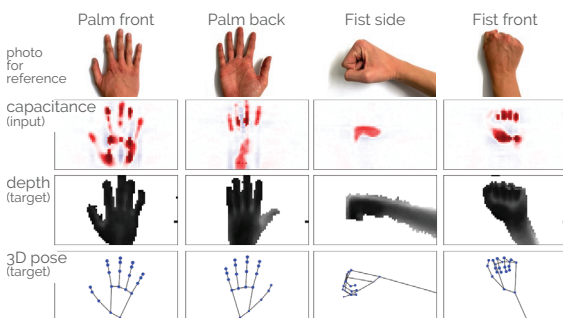 Palm front Palm back Fist side Fist front
photo
for
reference
capacitance
(input)
depth
(target)
3D pose
(target)